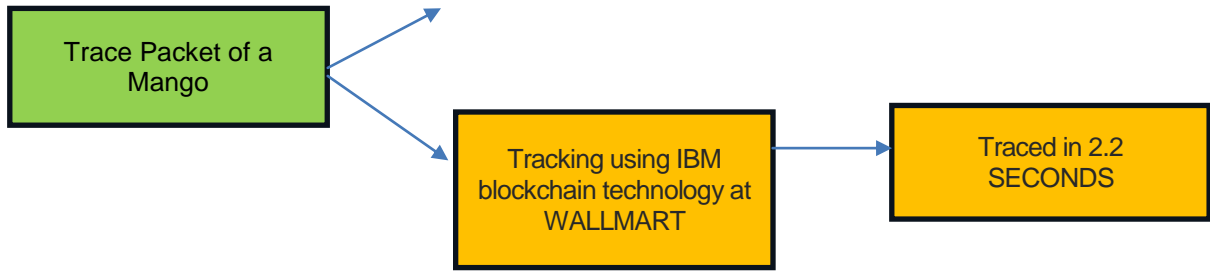 Trace Packet of a
Mango
Tracking using IBM
blockchain technology at
WALLMART
Traced in 2.2
SECONDS